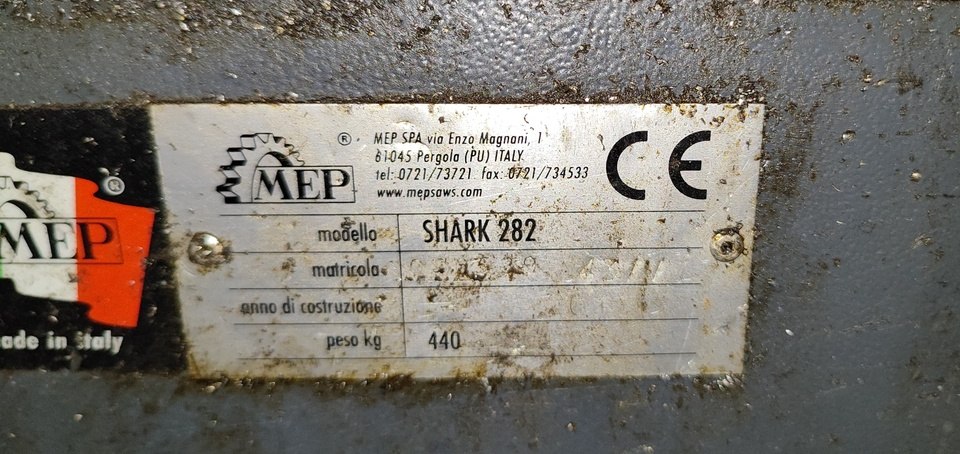 MEP
®
ade in Italy
MEP
®
MEP SPA via Enzo Magnani, 1
61045 Pergola (PU) ITALY
tel: 0721/73721 fax: 0721/734533
www.mepsaws.com
CE
modello SHARK 282
matricola
anno di costruzione
peso kg 440